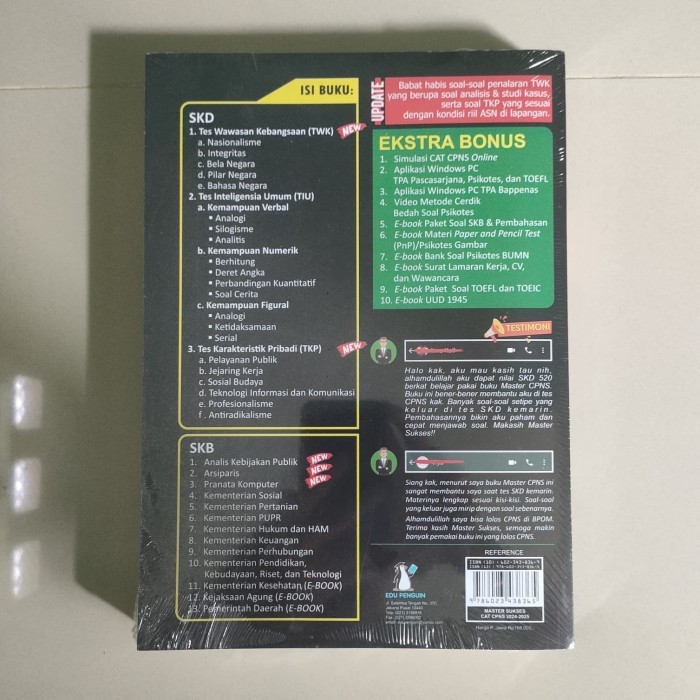 ISI BUKU:
SKD
1. Tes Wawasan Kebangsaan (TWK) NEW
a. Nasionalisme
b. Integritas
c. Bela Negara
d. Pilar Negara
e. Bahasa Negara
2. Tes Inteligensia Umum (TIU)
a. Kemampuan Verbal
▪ Analogi
▪ Silogisme
▪ Analitis
b. Kemampuan Numerik
▪ Berhitung
▪ Deret Angka
▪ Perbandingan Kuantitatif
▪ Soal Cerita
c. Kemampuan Figural
▪ Analogi
▪ Ketidaksamaan
▪ Serial
3. Tes Karakteristik Pribadi (TKP) NEW
a. Pelayanan Publik
b. Jejaring Kerja
c. Sosial Budaya
d. Teknologi Informasi dan Komunikasi
e. Profesionalisme
f. Antiradikalisme
SKB
1. Analis Kebijakan Publik NEW
2. Arsiparis NEW
3. Pranata Komputer NEW
4. Kementerian Sosial
5. Kementerian Pertanian
6. Kementerian PUPR
7. Kementerian Hukum dan HAM
8. Kementerian Keuangan
9. Kementerian Perhubungan
10. Kementerian Pendidikan,
Kebudayaan, Riset, dan Teknologi
11. Kementerian Kesehatan (E-BOOK)
12. Kejaksaan Agung (E-BOOK)
13. Pemerintah Daerah (E-BOOK)
UPDATE
Babat habis soal-soal penalaran TWK
yang berupa soal analisis & studi kasus,
serta soal TKP yang sesuai
dengan kondisi riil ASN di lapangan.
EKSTRA BONUS
1. Simulasi CAT CPNS Online
2. Aplikasi Windows PC
TPA Pascasarjana, Psikotes, dan TOEFL
3. Aplikasi Windows PC TPA Bappenas
4. Video Metode Cerdik
Bedah Soal Psikotes
5. E-book Paket Soal SKB & Pembahasan
6. E-book Materi Paper and Pencil Test
(PnP)/Psikotes Gambar
7. E-book Bank Soal Psikotes BUMN
8. E-book Surat Lamaran Kerja, CV,
dan Wawancara
9. E-book Paket Soal TOEFL dan TOEIC
10. E-book UUD 1945
TESTIMONI
Halo kak, aku mau kasih tau nih,
alhamdulillah aku dapat nilai SKD 520
berkat belajar pakai buku Master CPNS.
Buku ini bener-bener membantu aku di tes
CPNS kak. Banyak soal-soal setipe yang
keluar di tes SKD kemarin.
Pembahasannya bikin aku paham dan
cepat menjawab soal. Makasih Master
Sukses!!
Siang kak, menurut saya buku Master CPNS ini
sangat membantu saya saat tes SKD kemarin.
Materinya lengkap sesuai kisi-kisi. Soal-soal
yang keluar juga mirip dengan soal sebenarnya.
Alhamdulillah saya bisa lolos CPNS di BPOM.
Terima kasih Master Sukses, semoga makin
banyak pemakai buku ini yang lolos CPNS.
EDU PENGUIN
REFERENCE
MASTER SUKSES
CAT CPNS 2024-2025